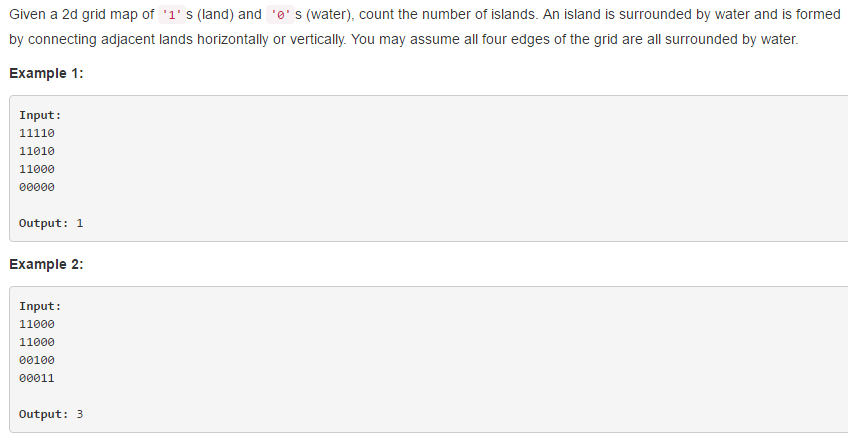 Given a 2d grid map of '1' s (land) and '0' s (water), count the number of islands. An island is surrounded by water and is formed
by connecting adjacent lands horizontally or vertically. You may assume all four edges of the grid are all surrounded by water.
Example 1:
Input:
11110
11010
11000
00000
Output: 1
Example 2:
Input:
11000
11000
00100
00011
Output: 3